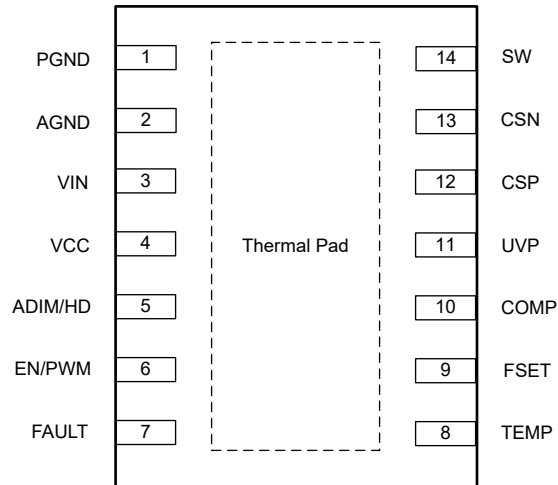 PGND 1 14 SW
AGND 2 13 CSN
VIN 3 12 CSP
VCC 4 Thermal Pad 11 UVP
ADIM/HD 5 10 COMP
EN/PWM 6 9 FSET
FAULT 7 8 TEMP